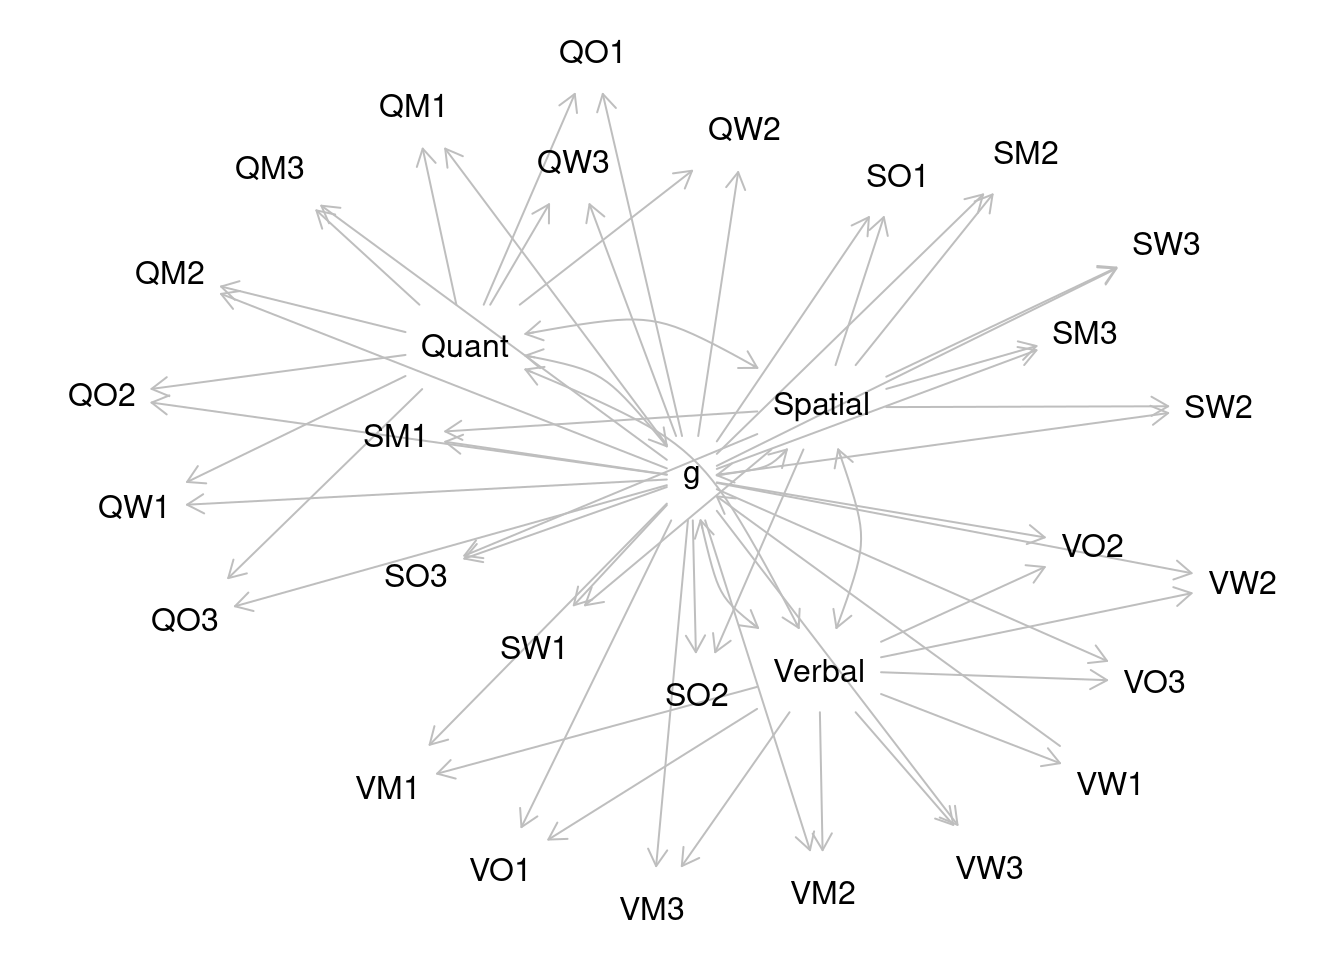 QO1
QM1
QW2
SM2
QW3
QM3
SO1
SW3
QM2
SM3
Quant
QO2
Spatial
SW2
SM1
g
QW1
VO2
SO3
VW2
QO3
SW1
Verbal
VO3
SO2
VM1
VW1
VO1
VW3
VM2
VM3